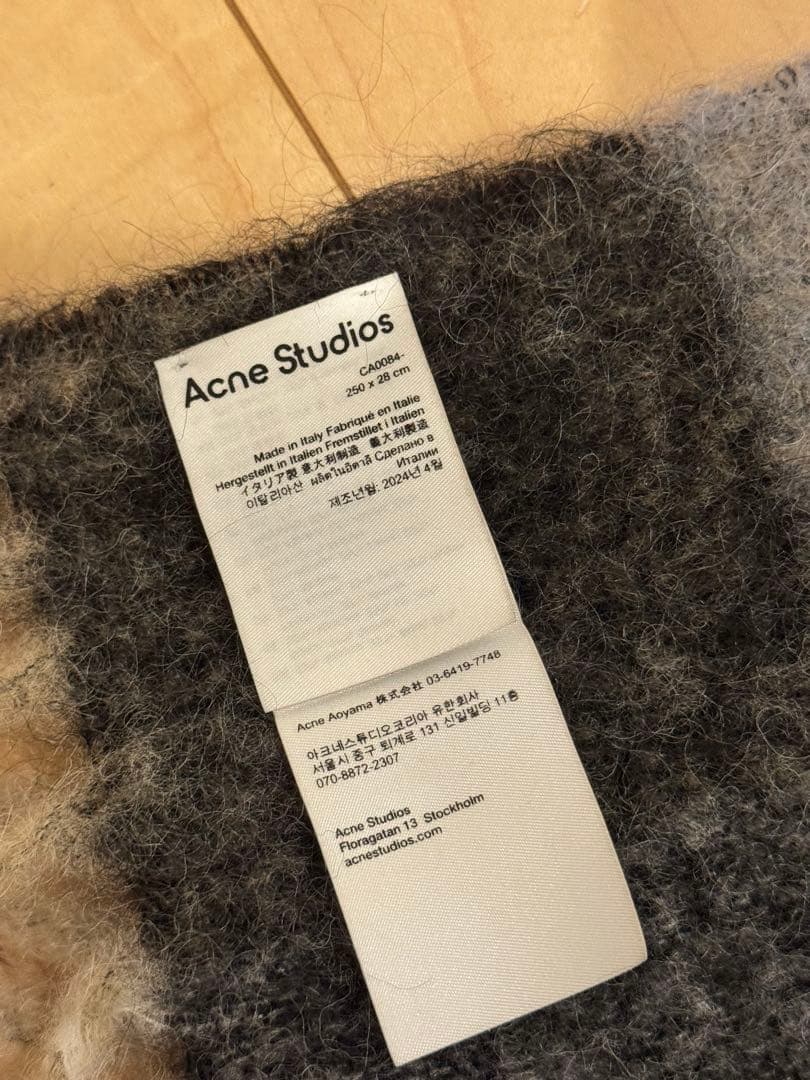 Acne Studios
CA0084-
250 x 28 cm
Made in Italy Fabriqué en Italie
Hergestellt in Italien Fremstillet i Italien
イタリア製 意大利制造 義大利製造
이탈리아산 ผลิตในอิตาลี Сделано в
Италии
제조년월: 2024년 4월
Acne Aoyama 株式会社 03-6419-7748
아크네스튜디오코리아 유한회사
서울시 중구 퇴계로 131 신일빌딩 11층
070-8872-2307
Acne Studios
Floragatan 13 Stockholm
acnestudios.com